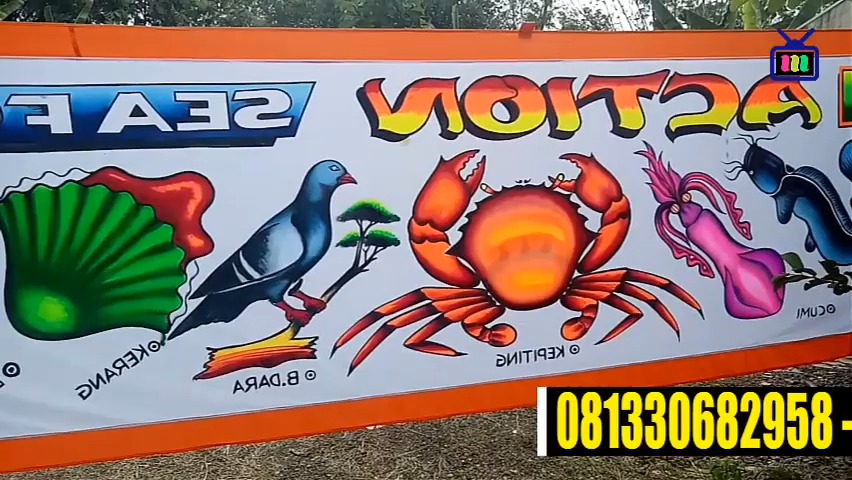 ACTION
SEA F
CUMI
KEPITING
B.DARA
KERANG
081330682958 -